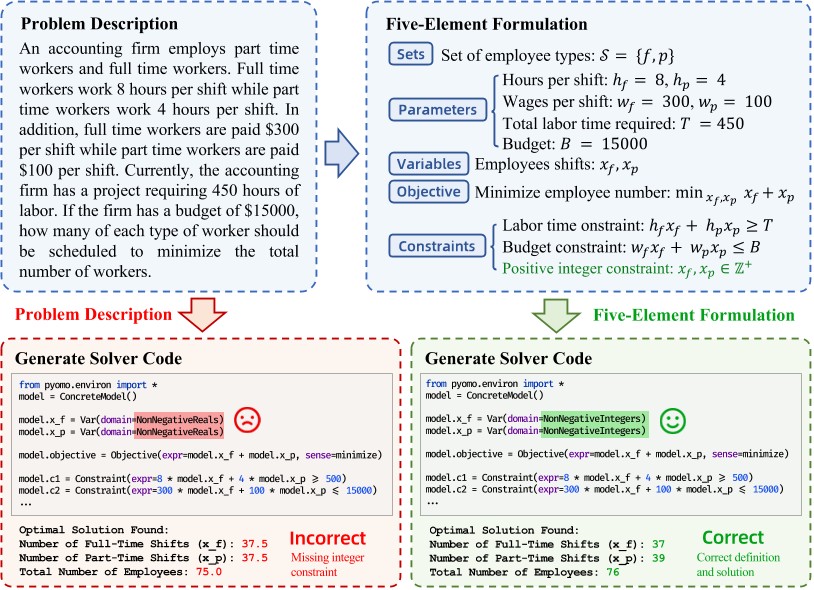 Problem Description
An accounting firm employs part time
workers and full time workers. Full time
workers work 8 hours per shift while part
time workers work 4 hours per shift. In
addition, full time workers are paid $300
per shift while part time workers are paid
$100 per shift. Currently, the accounting
firm has a project requiring 450 hours of
labor. If the firm has a budget of $15000,
how many of each type of worker should
be scheduled to minimize the total
number of workers.
Five-Element Formulation
Sets Set of employee types: 𝒮 = {f, p}
Parameters
Hours per shift: h_f = 8, h_p = 4
Wages per shift: w_f = 300, w_p = 100
Total labor time required: T = 450
Budget: B = 15000
Variables Employees shifts: x_f, x_p
Objective Minimize employee number: min x_f,x_p x_f + x_p
Constraints
Labor time onstraint: h_f x_f + h_p x_p ≥ T
Budget constraint: w_f x_f + w_p x_p ≤ B
Positive integer constraint: x_f, x_p ∈ ℤ⁺
Problem Description
Five-Element Formulation
Generate Solver Code
from pyomo.environ import *
model = ConcreteModel()
model.x_f = Var(domain=NonNegativeReals)
model.x_p = Var(domain=NonNegativeReals)
model.objective = Objective(expr=model.x_f + model.x_p, sense=minimize)
model.c1 = Constraint(expr=8 * model.x_f + 4 * model.x_p ≥ 500)
model.c2 = Constraint(expr=300 * model.x_f + 100 * model.x_p ≤ 15000)
...
Optimal Solution Found:
Number of Full-Time Shifts (x_f): 37.5
Number of Part-Time Shifts (x_p): 37.5
Total Number of Employees: 75.0
Incorrect
Missing integer
constraint
Generate Solver Code
from pyomo.environ import *
model = ConcreteModel()
model.x_f = Var(domain=NonNegativeIntegers)
model.x_p = Var(domain=NonNegativeIntegers)
model.objective = Objective(expr=model.x_f + model.x_p, sense=minimize)
model.c1 = Constraint(expr=8 * model.x_f + 4 * model.x_p ≥ 500)
model.c2 = Constraint(expr=300 * model.x_f + 100 * model.x_p ≤ 15000)
...
Optimal Solution Found:
Number of Full-Time Shifts (x_f): 37
Number of Part-Time Shifts (x_p): 39
Total Number of Employees: 76
Correct
Correct definition
and solution